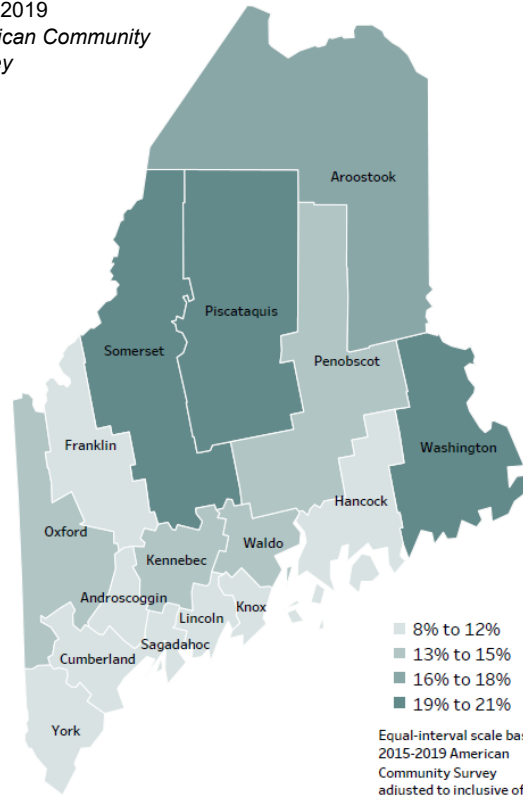 2019
ican Community
ey
Aroostook
Piscataquis
Somerset
Penobscot
Franklin
Washington
Hancock
Oxford
Waldo
Kennebec
Androscoggin
Knox
Lincoln
Sagadahoc
Cumberland
York
8% to 12%
13% to 15%
16% to 18%
19% to 21%
Equal-interval scale bas
2015-2019 American
Community Survey
adjusted to inclusive of